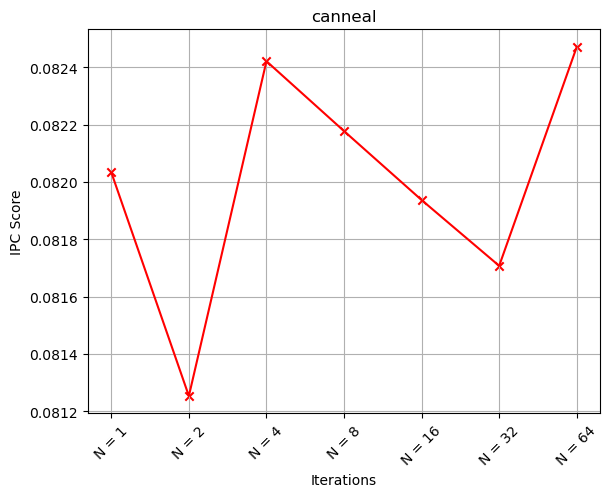 canneal
IPC Score
0.0824
0.0822
0.0820
0.0818
0.0816
0.0814
0.0812
N = 1
N = 2
N = 4
N = 8
N = 16
N = 32
N = 64
Iterations